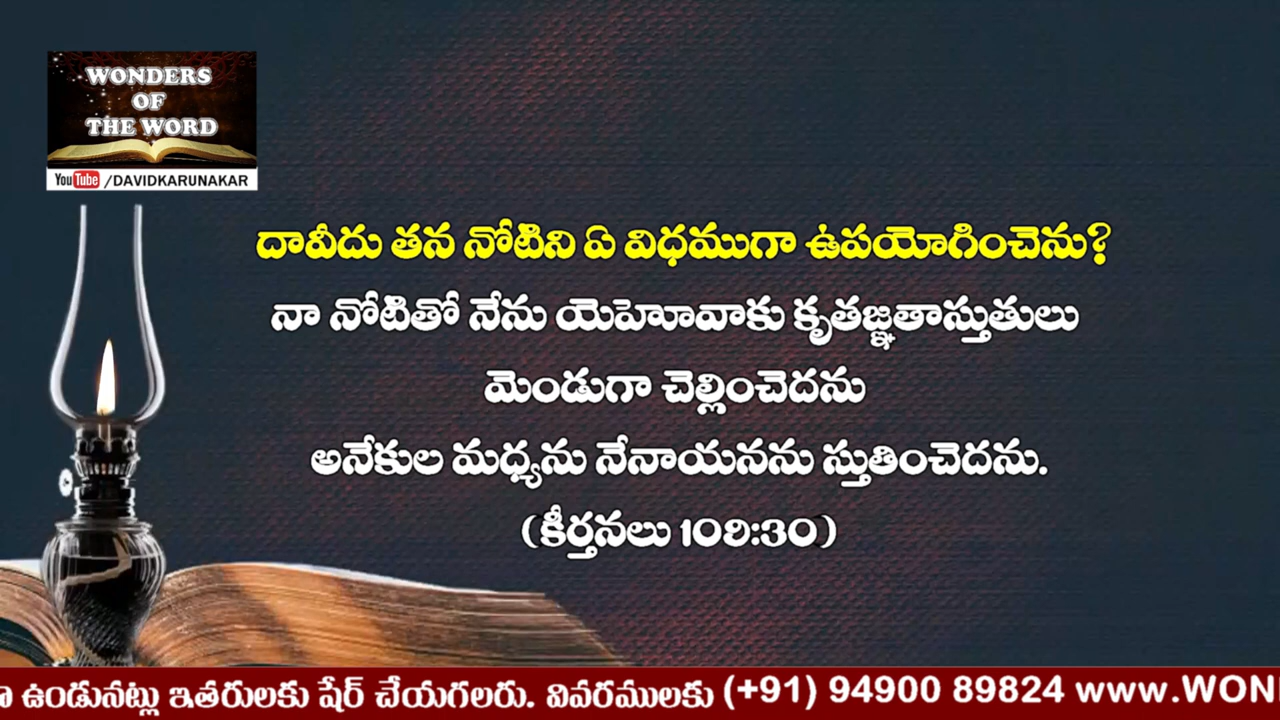 WONDERS
OF
THE WORD
YouTube /DAVIDKARUNAKAR
దావీదు తన నోటిని ఏ విధముగా ఉపయోగించెను?
నా నోటితో నేను యెహోవాకు కృతజ్ఞతాస్తుతులు
మెండుగా చెల్లించెదను
అనేకుల మధ్యను నేనాయనను స్తుతించెదను.
(కీర్తనలు 109:30)
ఉండునట్లు ఇతరులకు షేర్ చేయగలరు. వివరములకు (+91) 94900 89824 www.WON